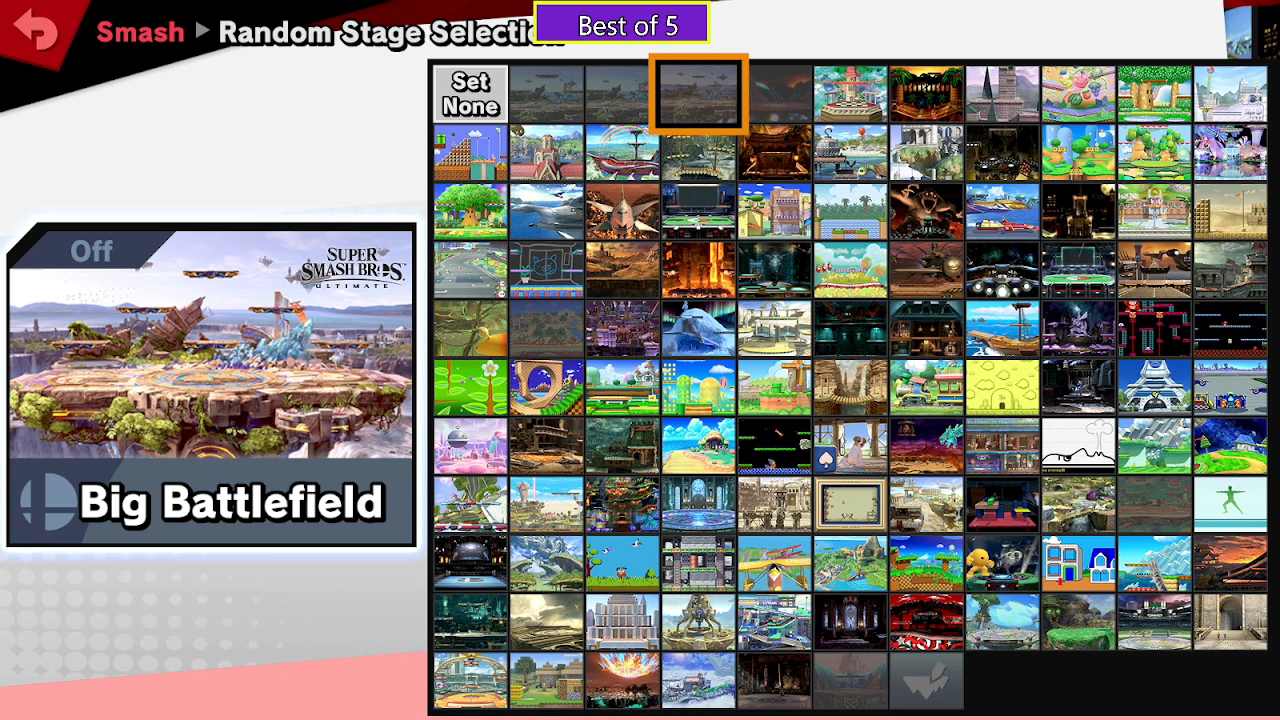 Smash
Random Stage Selection
Best of 5
Set
None
Off
SUPER
SMASH BROS.
ULTIMATE
Big Battlefield